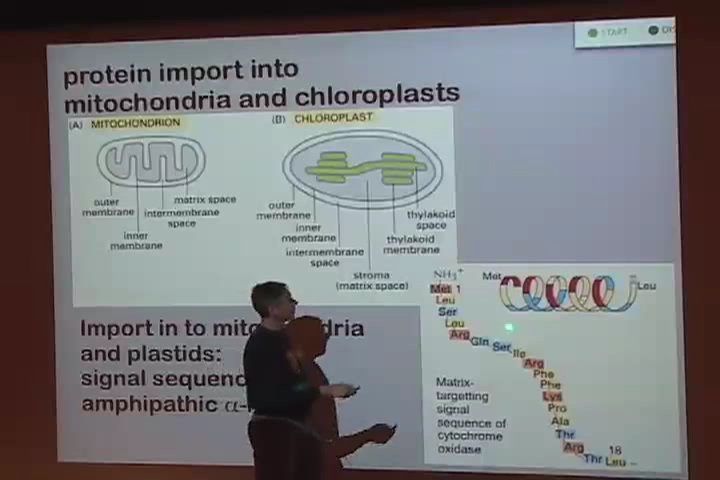 START
protein import into
mitochondria and chloroplasts
(A) MITOCHONDRION
outer
membrane
inner
membrane
intermembrane
space
matrix space
(B) CHLOROPLAST
outer
membrane
inner
membrane
intermembrane
space
stroma
(matrix space)
thylakoid
membrane
thylakoid
space
Import in to
and plastids:
signal
amphipathic α-
NH₃⁺
Met 1
Leu
Ser
Leu
Arg
Gln
Ser
Ile
Arg
Phe
Phe
Lys
Pro
Ala
Thr
Arg
Thr
Leu
18
Met
Leu
Matrix-
targetting
signal
sequence of
cytochrome
oxidase